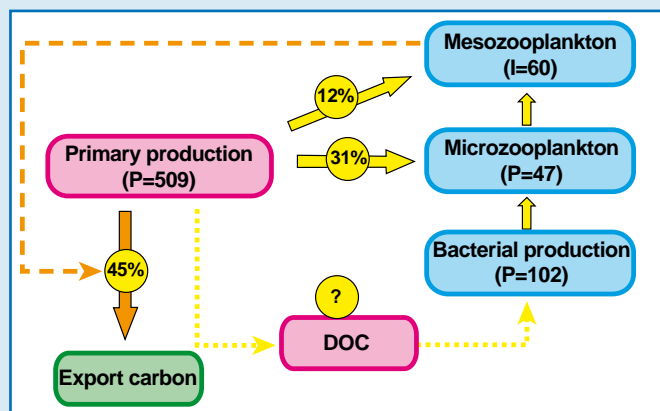 Mesozooplankton
(I=60)
12%
Primary production
(P=509)
31%
Microzooplankton
(P=47)
45%
Bacterial production
(P=102)
?
DOC
Export carbon